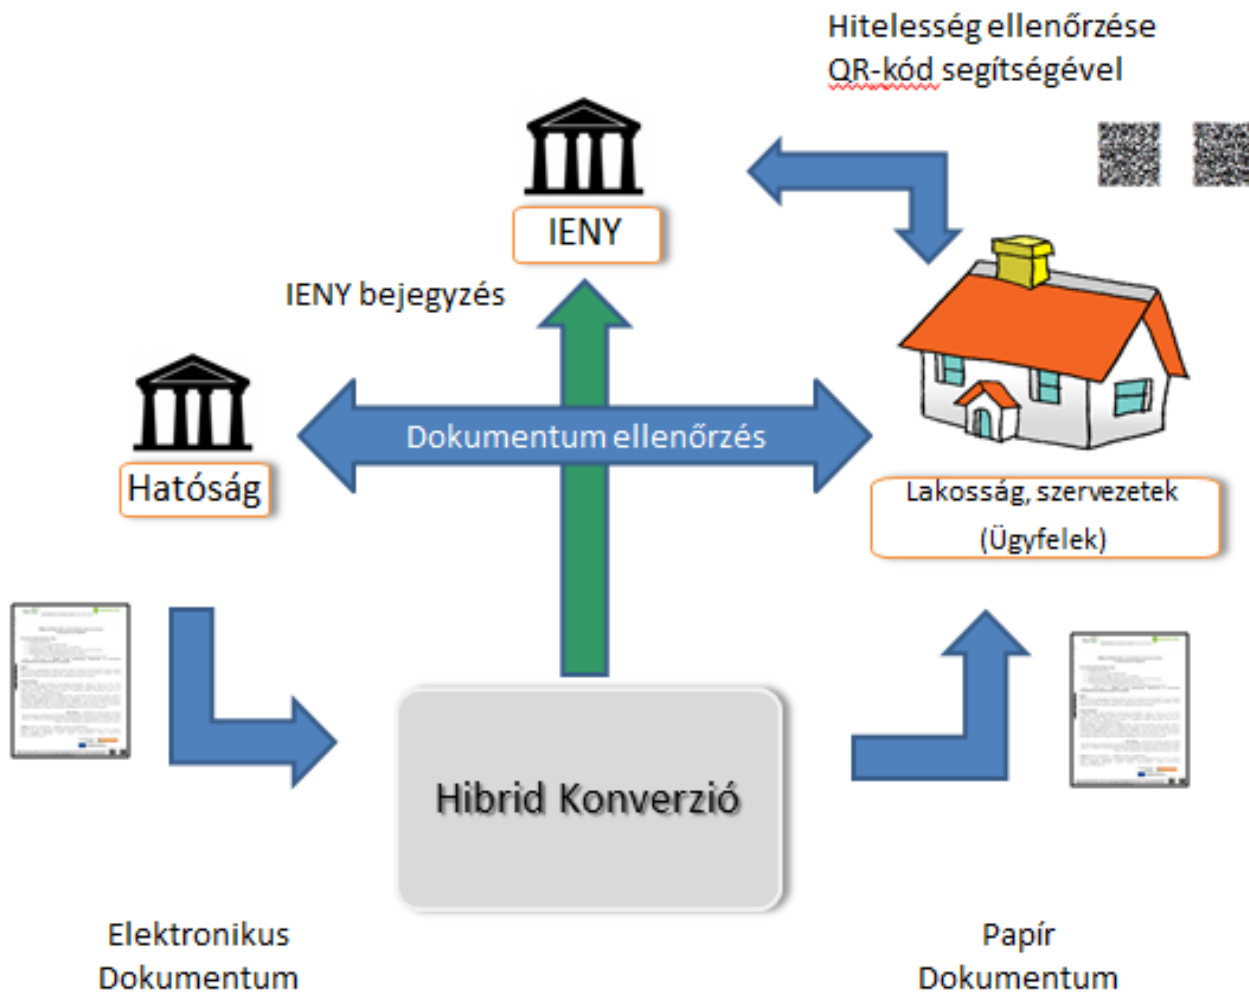 Hitelesség ellenőrzése
QR-kód segítségével
IENY
IENY bejegyzés
Dokumentum ellenőrzés
Hatóság
Lakosság, szervezetek
(Ügyfelek)
Hibrid Konverzió
Elektronikus
Dokumentum
Papír
Dokumentum